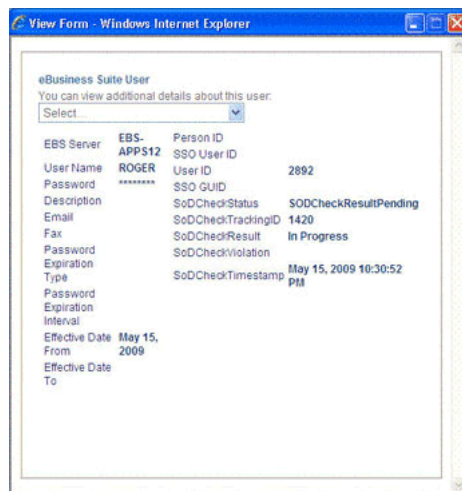 View Form - Windows Internet Explorer
eBusiness Suite User
You can view additional details about this user:
Select...
EBS Server EBS-
APPS12
User Name ROGER
Password ********
Description
Email
Fax
Password
Expiration
Type
Password
Expiration
Interval
Effective Date May 15,
From 2009
Effective Date
To
Person ID
SSO User ID
User ID 2892
SSO GUID
SoDCheckStatus SODCheckResultPending
SoDCheckTrackingID 1420
SoDCheckResult In Progress
SoDCheckViolation
SoDCheckTimestamp May 15, 2009 10:30:52
PM